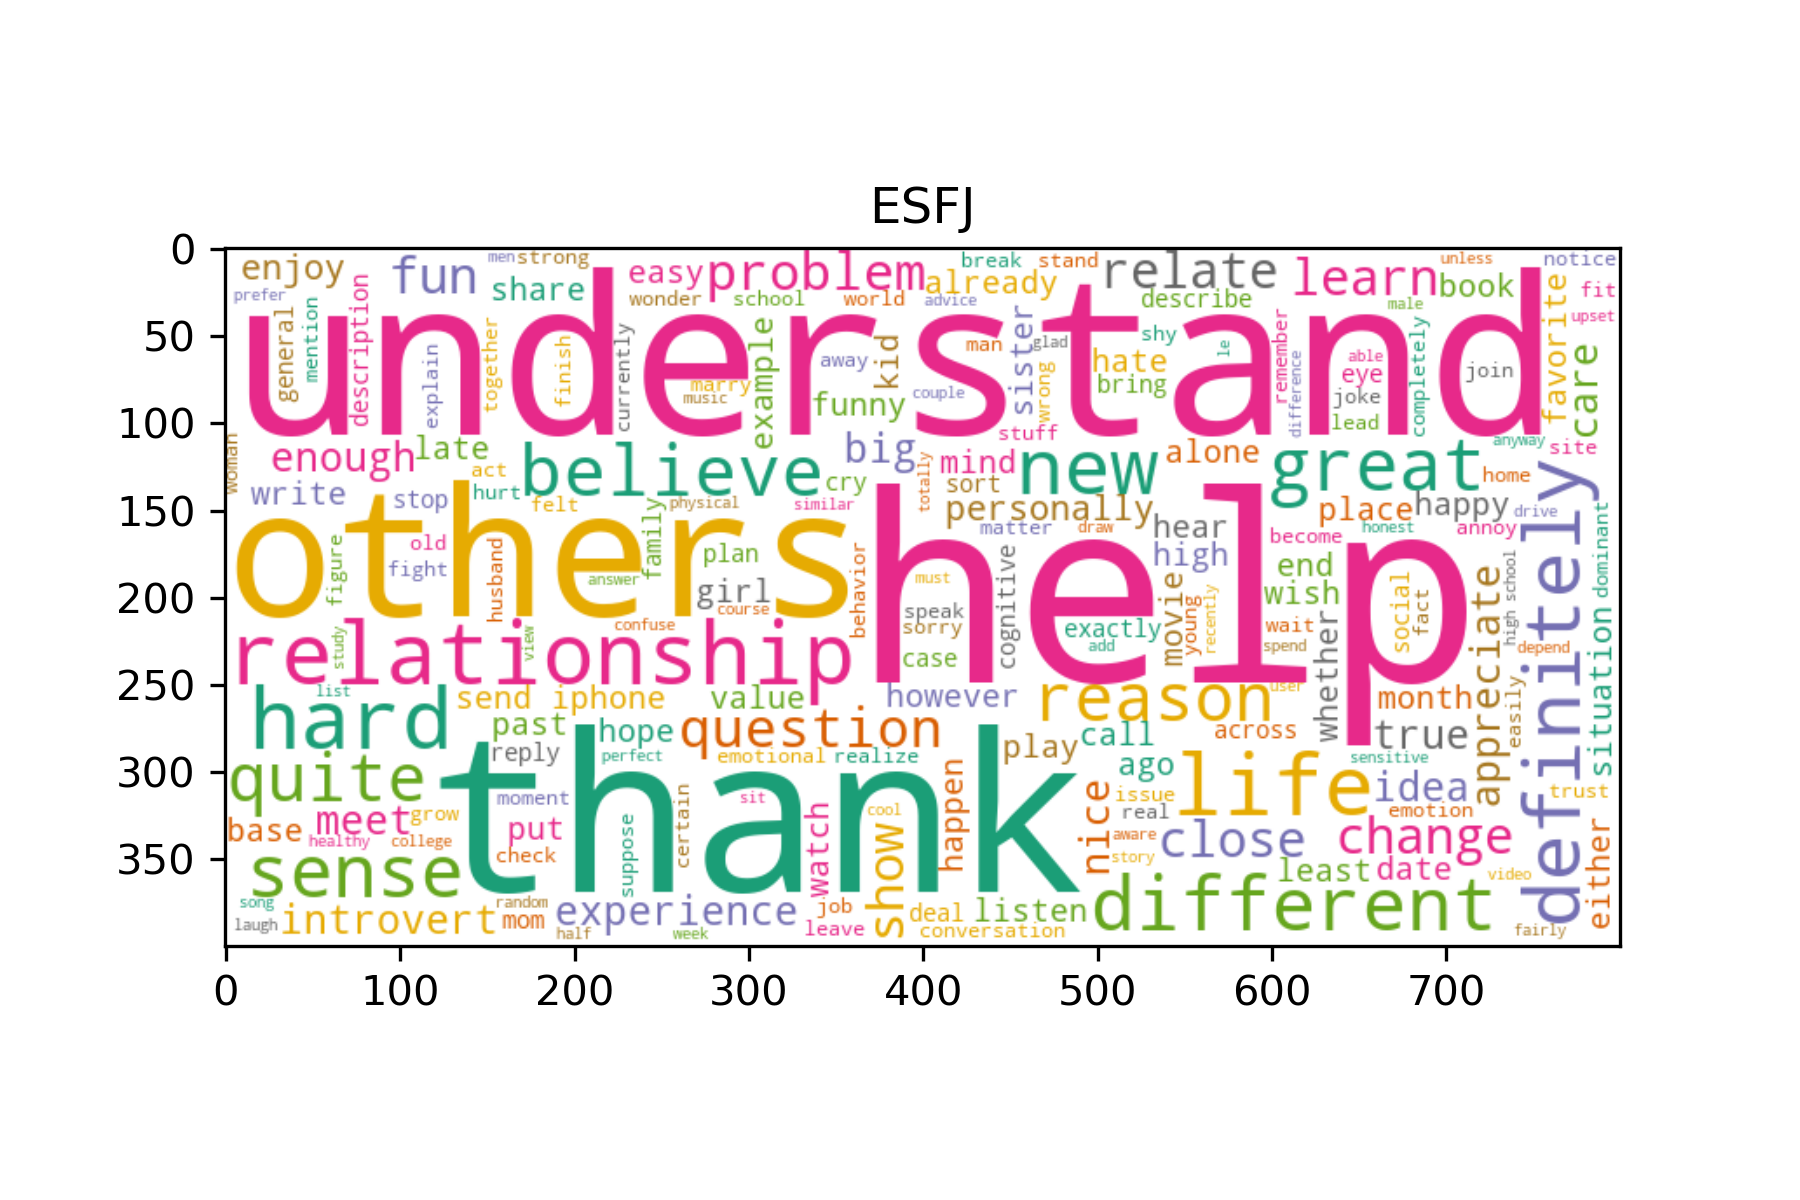 ESFJ
0
50
100
150
200
250
300
350
0 100 200 300 400 500 600 700
enjoy fun men strong easy problem break stand relate learn unless notice
prefer share wonder school already world advice describe male book fit
understand
upset
general mention description explain together finish currently marry music example away kid funny couple man sister glad wrong shy hate bring le remember difference able eye joke lead completely join favorite care
woman enough late act believe big stuff mind new alone great anyway site
write stop hurt felt physical similar cry totally sort personally place happy home drive
others
help
old fight figure husband family answer plan girl course behavior matter draw hear high become honest annoy
must speak sorry case cognitive exactly add movie young recently end wish wait spend whether social fact high school dominant
definitely
relationship
study view confuse
appreciate depend situation easily
hard list send iphone value however reason user month
past hope question across true
reply perfect emotional realize play call sensitive
quite thank ago life idea
moment sit cool issue real emotion trust
base meet grow put certain suppose watch show happen nice aware close change either
healthy college check story least date video
sense different
song laugh introvert random mom experience half week job leave deal listen conversation fairly